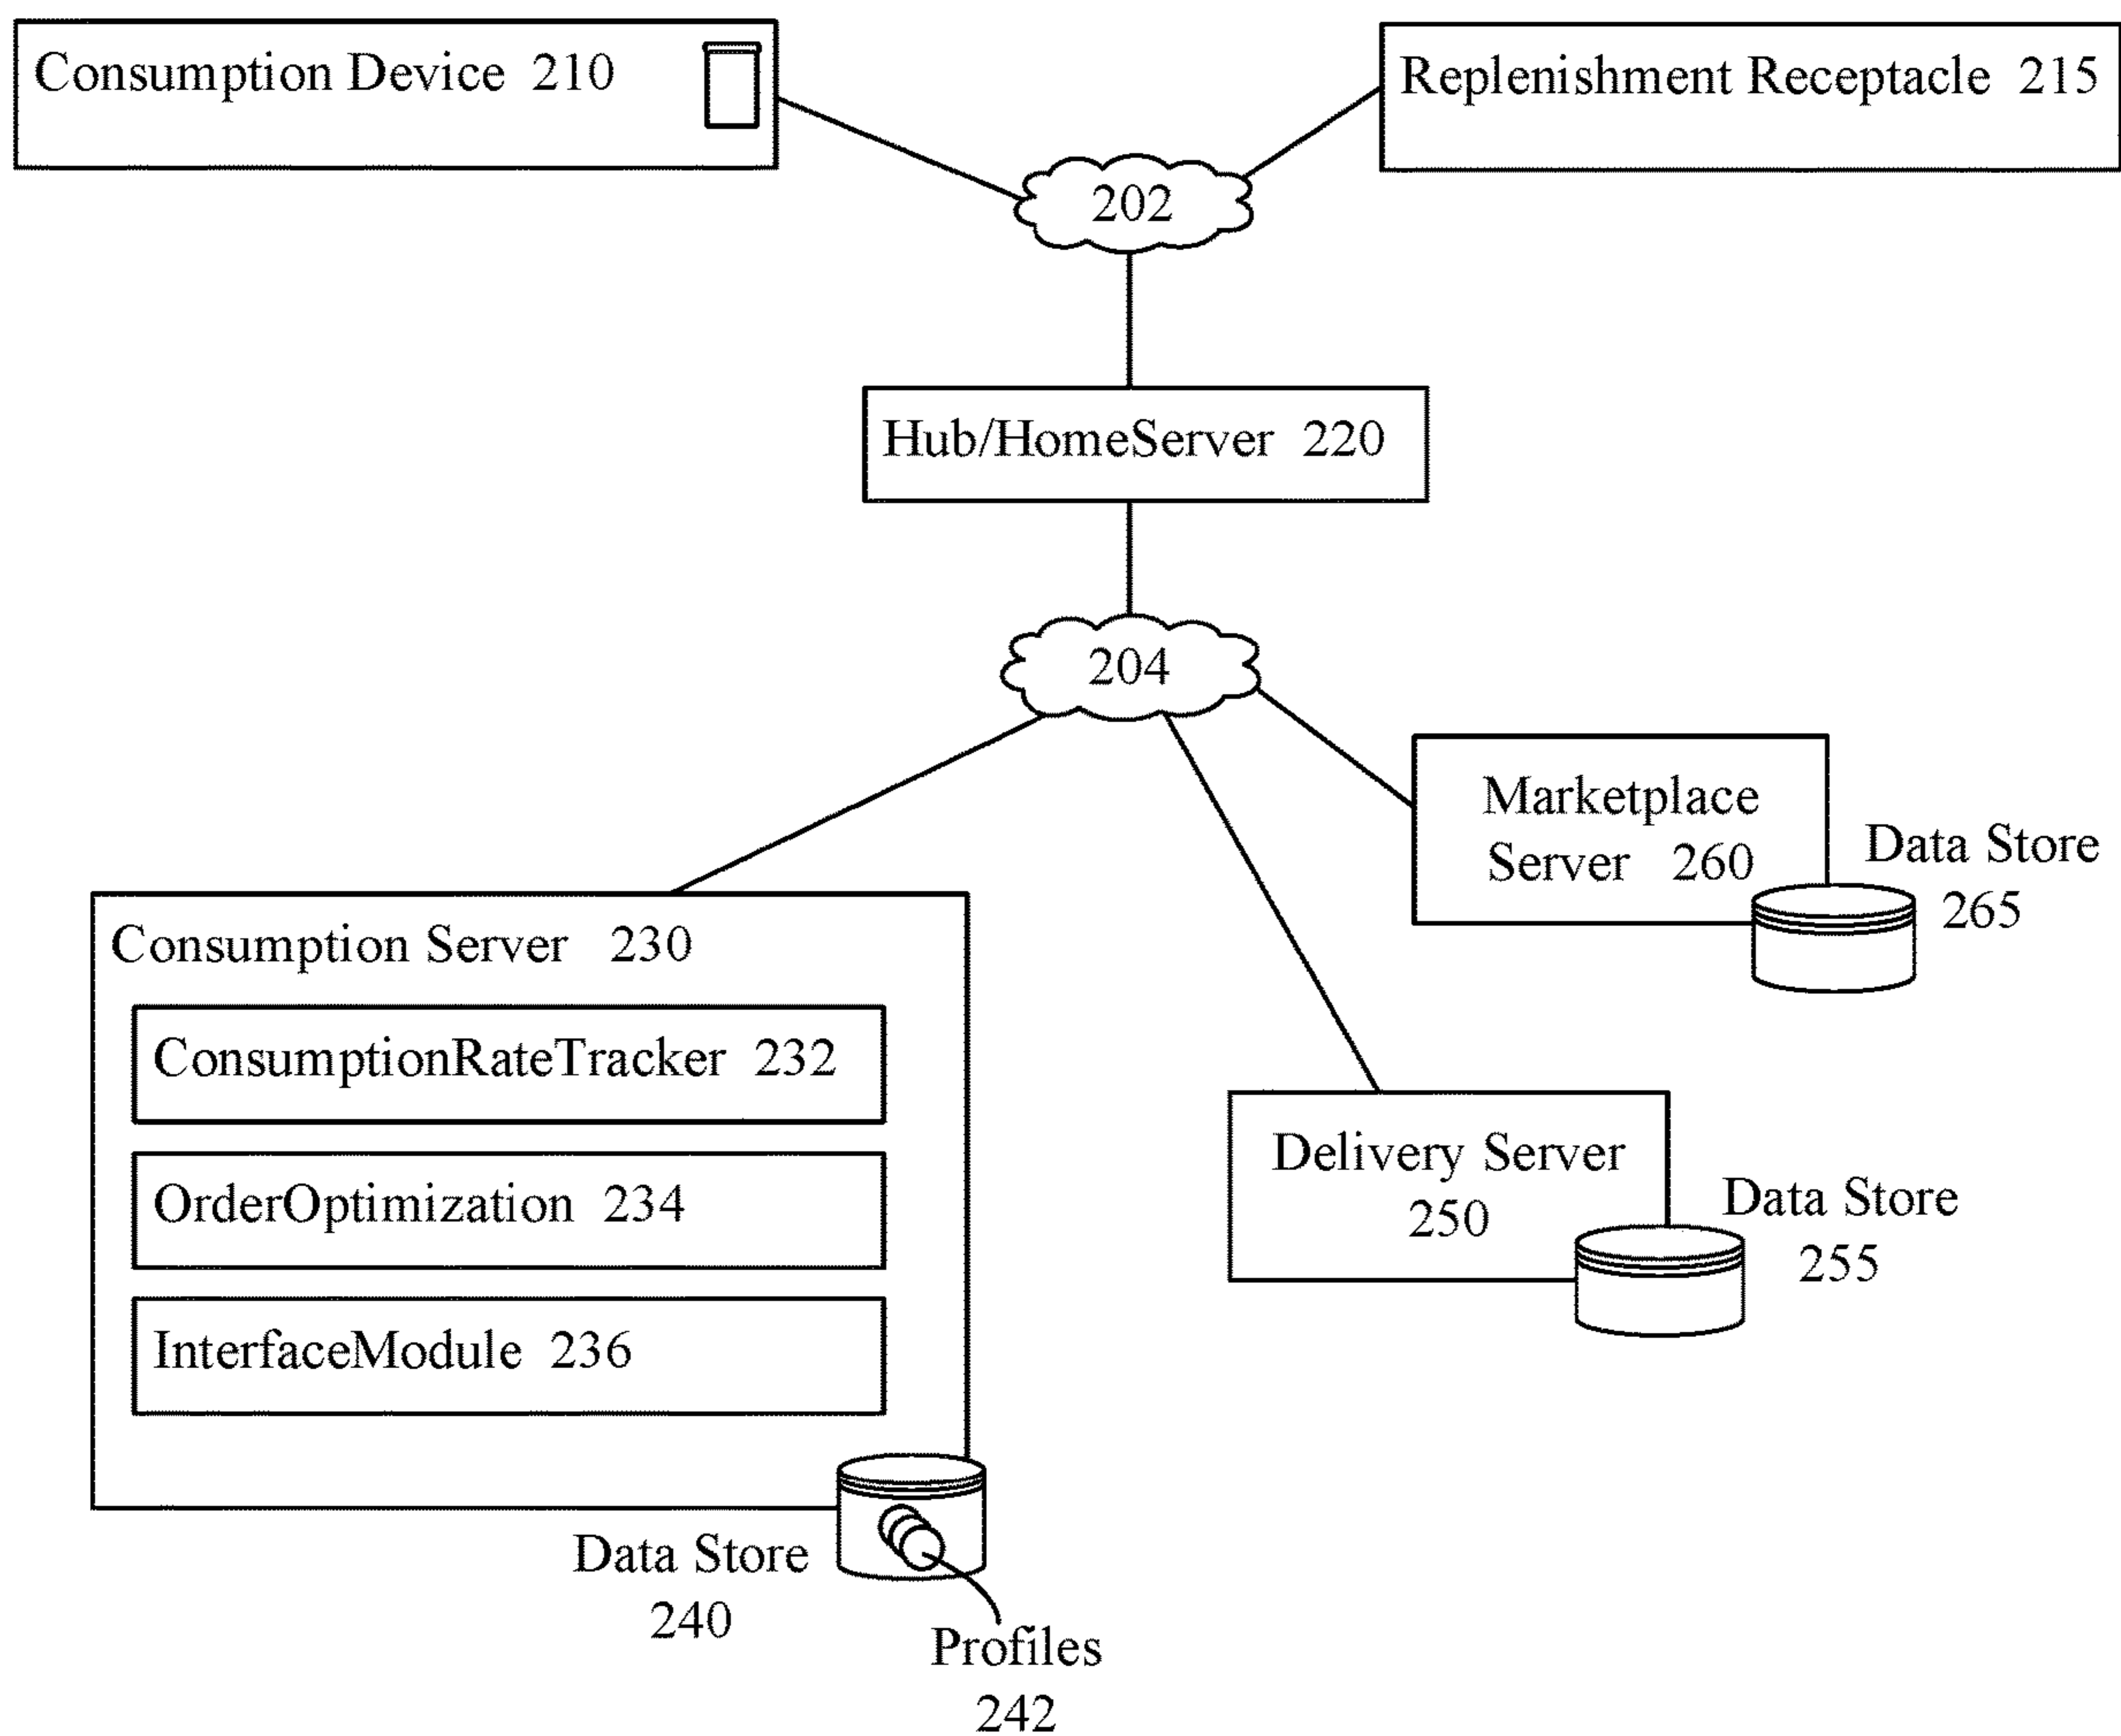 Consumption Device 210
Replenishment Receptacle 215
202
Hub/HomeServer 220
204
Marketplace
Server 260
Data Store
265
Consumption Server 230
ConsumptionRateTracker 232
OrderOptimization 234
InterfaceModule 236
Delivery Server
250
Data Store
255
Data Store
240
Profiles
242